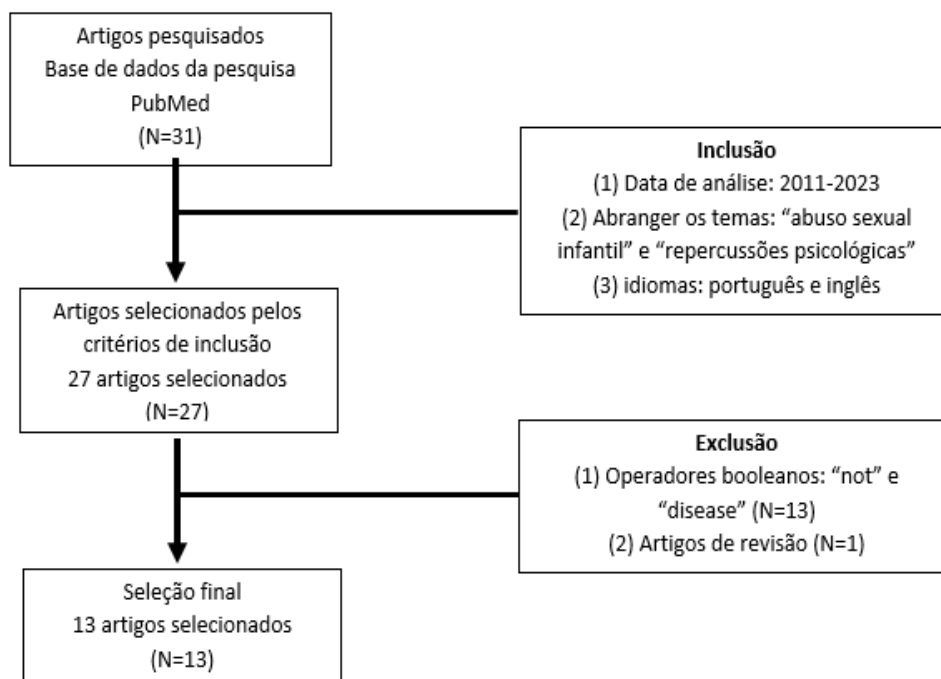 Artigos pesquisados
Base de dados da pesquisa
PubMed
(N=31)
Inclusão
(1) Data de análise: 2011-2023
(2) Abranger os temas: “abuso sexual
infantil” e “repercussões psicológicas”
(3) idiomas: português e inglês
Artigos selecionados pelos
critérios de inclusão
27 artigos selecionados
(N=27)
Exclusão
(1) Operadores booleanos: “not” e
“disease” (N=13)
(2) Artigos de revisão (N=1)
Seleção final
13 artigos selecionados
(N=13)